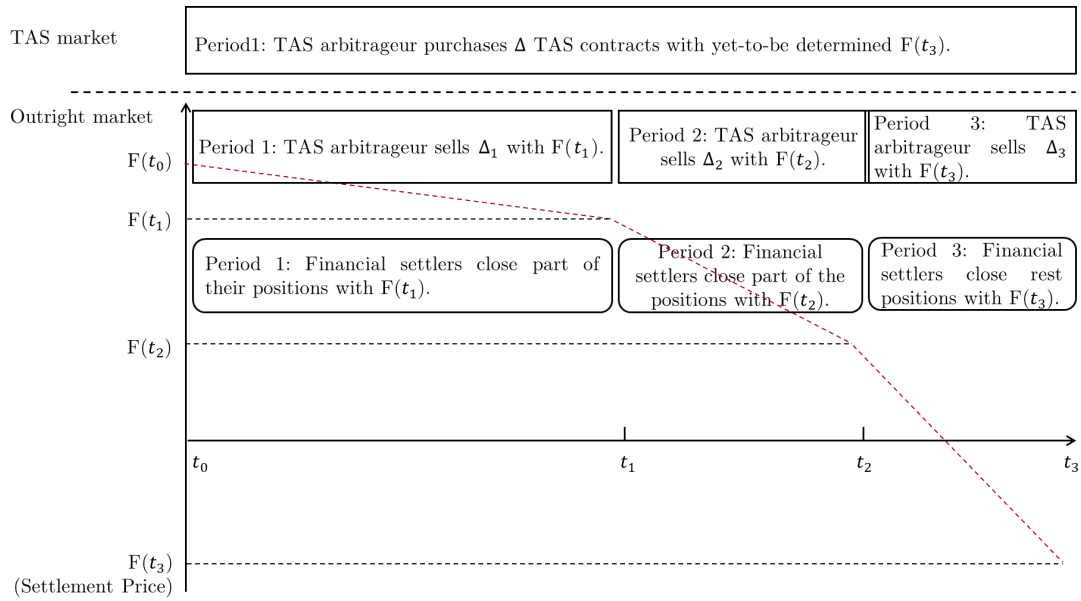 TAS market
Period1: TAS arbitrageur purchases Δ TAS contracts with yet-to-be determined F(t₃).
Outright market
Period 1: TAS arbitrageur sells Δ₁ with F(t₁).
Period 2: TAS arbitrageur
sells Δ₂ with F(t₂).
Period 3: TAS
arbitrageur sells Δ₃
with F(t₃).
F(t₀)
F(t₁)
Period 1: Financial settlers close part of
their positions with F(t₁).
Period 2: Financial
settlers close part of the
positions with F(t₂).
Period 3: Financial
settlers close rest
positions with F(t₃).
F(t₂)
t₀
t₁
t₂
t₃
F(t₃)
(Settlement Price)